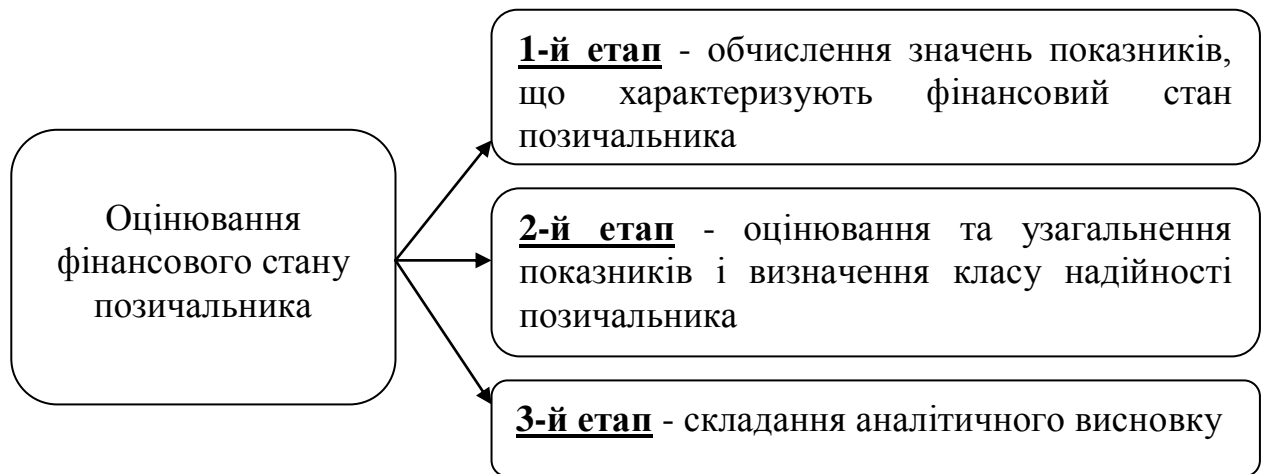 Оцінювання
фінансового стану
позичальника
1-й етап - обчислення значень показників,
що характеризують фінансовий стан
позичальника
2-й етап - оцінювання та узагальнення
показників і визначення класу надійності
позичальника
3-й етап - складання аналітичного висновку